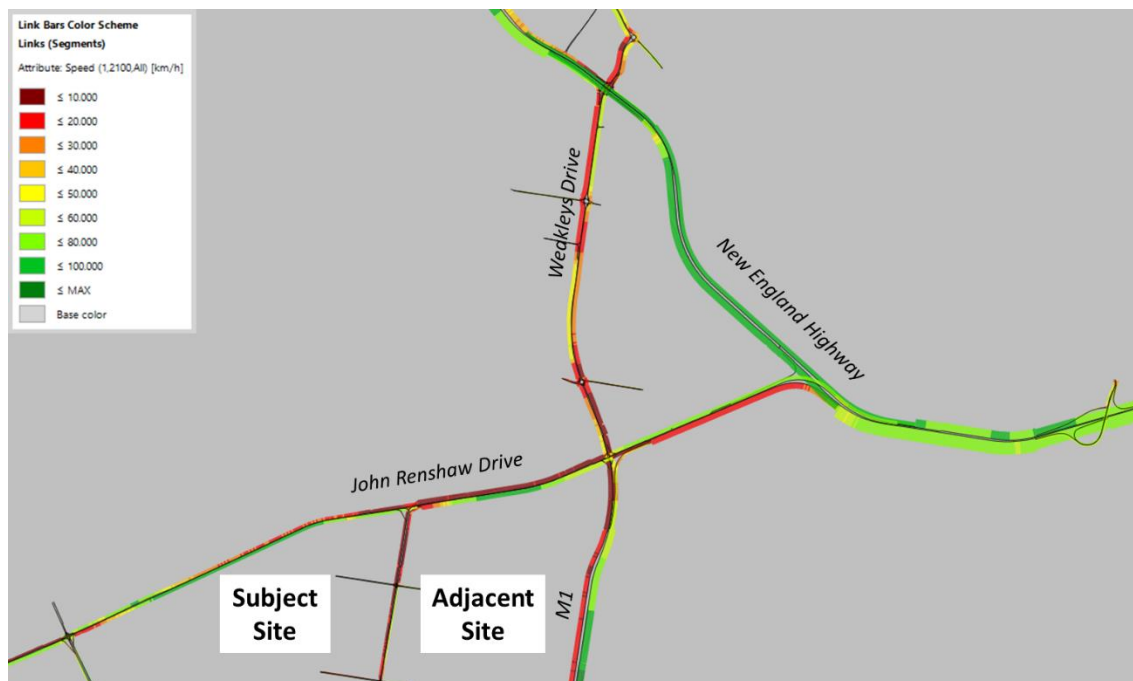 Link Bars Color Scheme
Links (Segments)
Attribute: Speed (1,2100,All) [km/h]
≤ 10.000
≤ 20.000
≤ 30.000
≤ 40.000
≤ 50.000
≤ 60.000
≤ 80.000
≤ 100.000
≤ MAX
Base color
Weakleys Drive
New England Highway
John Renshaw Drive
M1
Subject
Site
Adjacent
Site